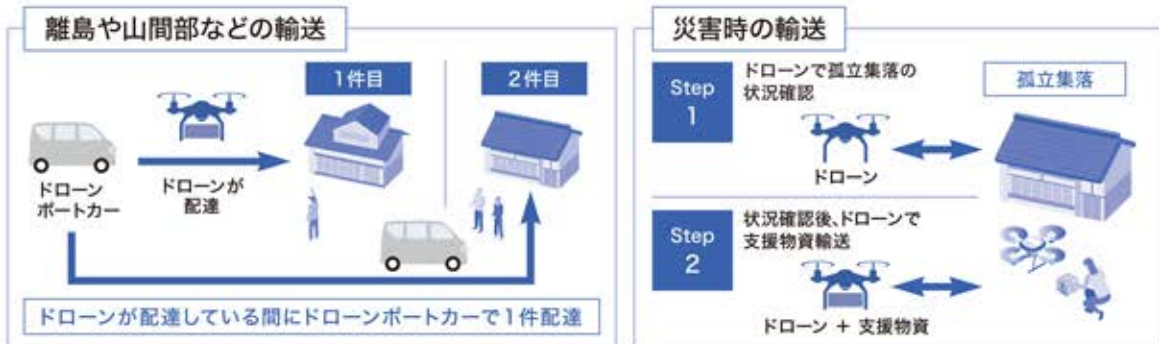 離島や山間部などの輸送
1件目
2件目
ドローン
ポートカー
ドローンが
配達
ドローンが配達している間にドローンポートカーで1件配達
災害時の輸送
Step
1
ドローンで孤立集落の
状況確認
ドローン
孤立集落
Step
2
状況確認後、ドローンで
支援物資輸送
ドローン + 支援物資